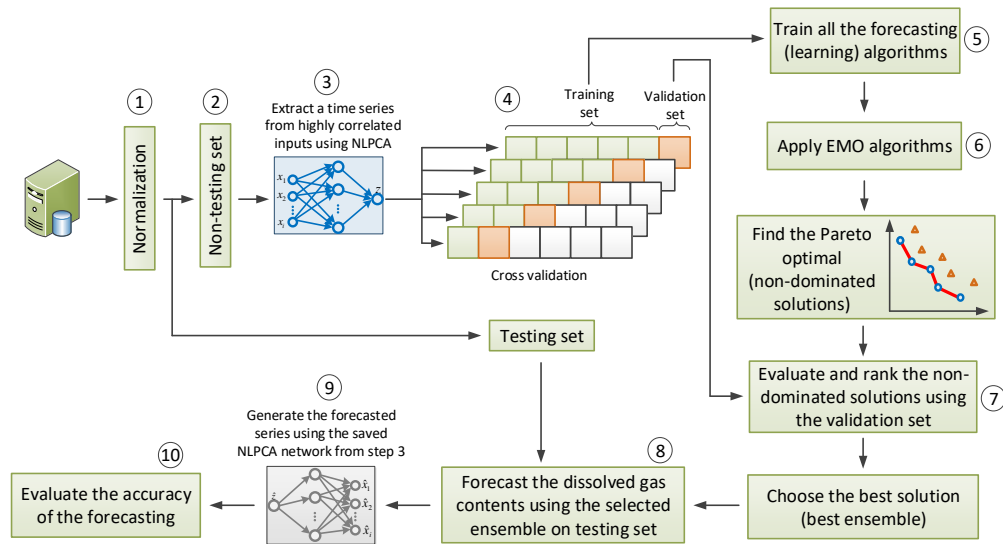 1
Normalization
2
Non-testing set
3
Extract a time series
from highly correlated
inputs using NLPCA
x₁
x₂
xᵢ
z
4
Training
set
Validation
set
Cross validation
5
Train all the forecasting
(learning) algorithms
6
Apply EMO algorithms
Find the Pareto
optimal
(non-dominated
solutions)
7
Evaluate and rank the non-
dominated solutions using
the validation set
Choose the best solution
(best ensemble)
Testing set
8
Forecast the dissolved gas
contents using the selected
ensemble on testing set
9
Generate the forecasted
series using the saved
NLPCA network from step 3
ẑ
x̂₁
x̂₂
x̂ᵢ
10
Evaluate the accuracy
of the forecasting